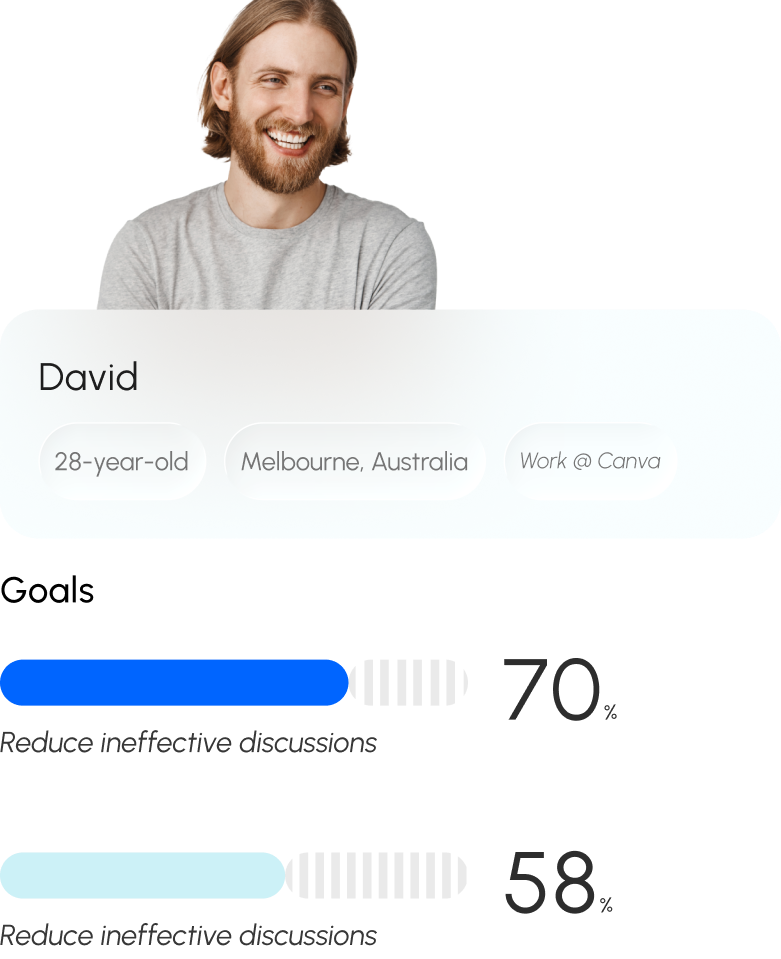 David
28-year-old Melbourne, Australia Work @ Canva
Goals
70%
Reduce ineffective discussions
58%
Reduce ineffective discussions